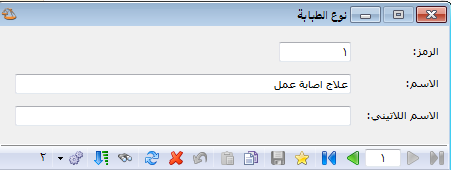 نوع الطبابة
الرمز: ١
الاسم: علاج اصابة عمل
الاسم اللاتيني:
١
٢